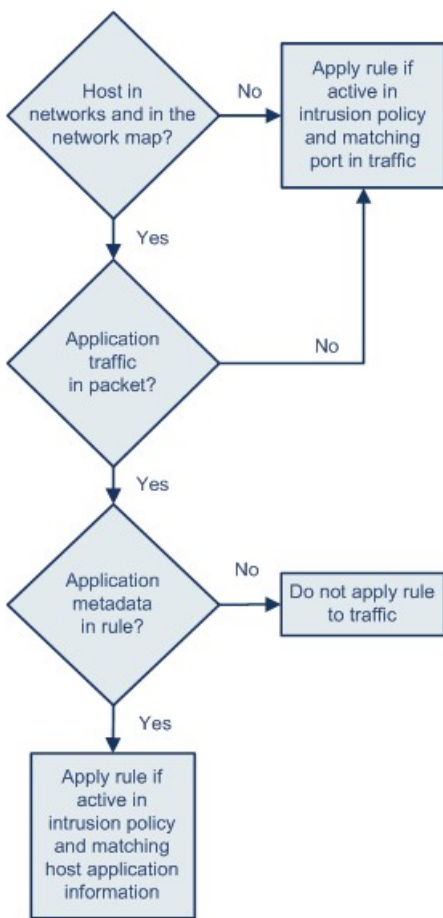 Host in
networks and in the
network map?
No
Apply rule if
active in
intrusion policy
and matching
port in traffic
Yes
Application
traffic
in packet?
No
Yes
Application
metadata
in rule?
No
Do not apply rule
to traffic
Yes
Apply rule if
active in
intrusion policy
and matching
host application
information